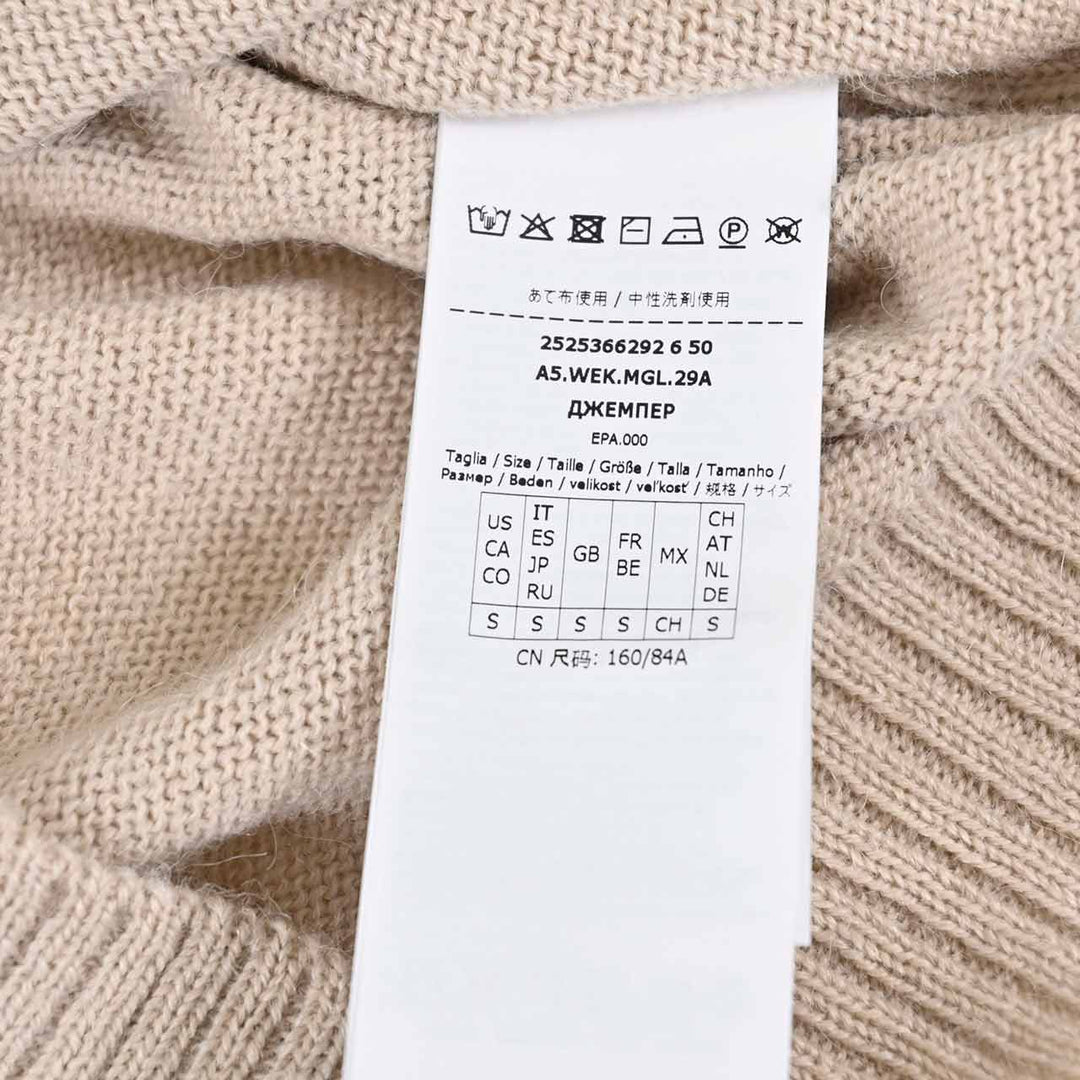 P W
あて布使用 / 中性洗剤使用
2525366292 6 50
A5.WEK.MGL.29A
ДЖЕМПЕР
EPA.000
Taglia / Size / Taille / Größe / Talla / Tamanho /
Размер / Beden / velikost / veľkosť / 规格 / サイズ
US CA CO IT ES JP RU GB FR BE MX CH AT NL DE
S S S S CH S
CN 尺码: 160/84A